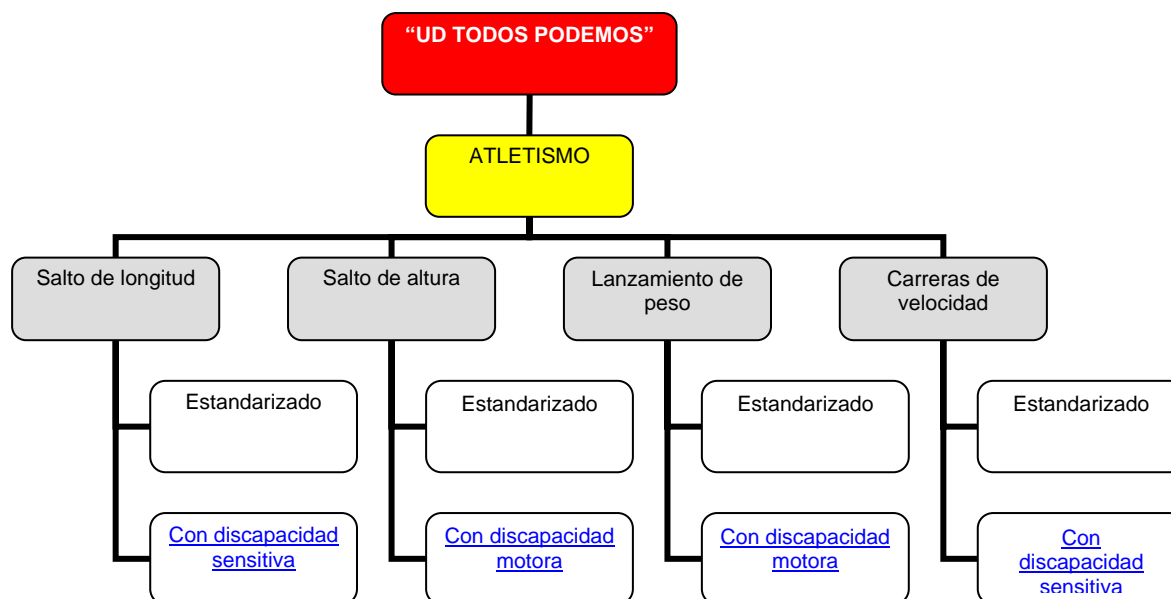 “UD TODOS PODEMOS”
ATLETISMO
Salto de longitud
Salto de altura
Lanzamiento de
peso
Carreras de
velocidad
Estandarizado
Estandarizado
Estandarizado
Estandarizado
Con discapacidad
sensitiva
Con discapacidad
motora
Con discapacidad
motora
Con
discapacidad
sensitiva